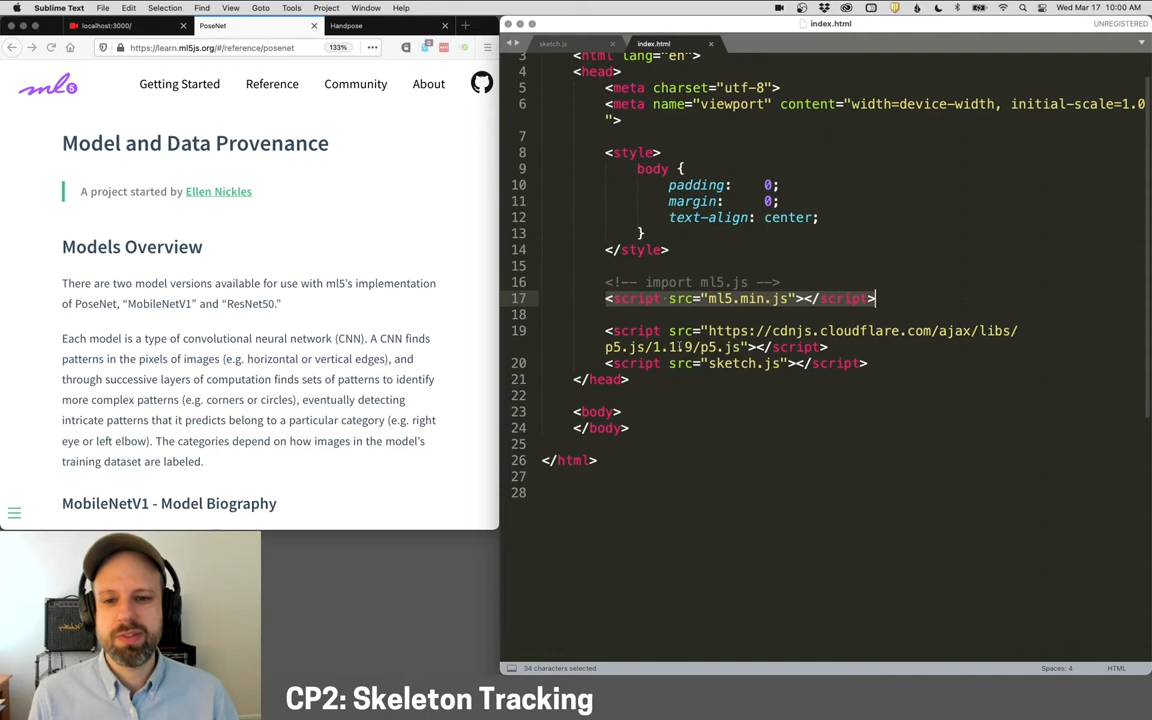 Sublime Text File Edit Selection Find View Goto Tools Project Window Help Wed Mar 17 10:00 AM
localhost:3000/ PoseNet Handpose
https://learn.ml5js.org/#/reference/posenet 133%
ml5 Getting Started Reference Community About
Model and Data Provenance
A project started by Ellen Nickles
Models Overview
There are two model versions available for use with ml5’s implementation
of PoseNet, “MobileNetV1” and “ResNet50.”
Each model is a type of convolutional neural network (CNN). A CNN finds
patterns in the pixels of images (e.g. horizontal or vertical edges), and
through successive layers of computation finds sets of patterns to identify
more complex patterns (e.g. corners or circles), eventually detecting
intricate patterns that it predicts belong to a particular category (e.g. right
eye or left elbow). The categories depend on how images in the model’s
training dataset are labeled.
MobileNetV1 - Model Biography
index.html UNREGISTERED
sketch.js index.html
3 <html lang="en">
4 <head>
5 <meta charset="utf-8">
6 <meta name="viewport" content="width=device-width, initial-scale=1.0
">
7
8 <style>
9 body {
10 padding: 0;
11 margin: 0;
12 text-align: center;
13 }
14 </style>
15
16 <!-- import ml5.js -->
17 <script src="ml5.min.js"></script>
18
19 <script src="https://cdnjs.cloudflare.com/ajax/libs/
p5.js/1.1.9/p5.js"></script>
20 <script src="sketch.js"></script>
21 </head>
22
23 <body>
24 </body>
25
26 </html>
27
28
34 characters selected Spaces: 4 HTML
CP2: Skeleton Tracking